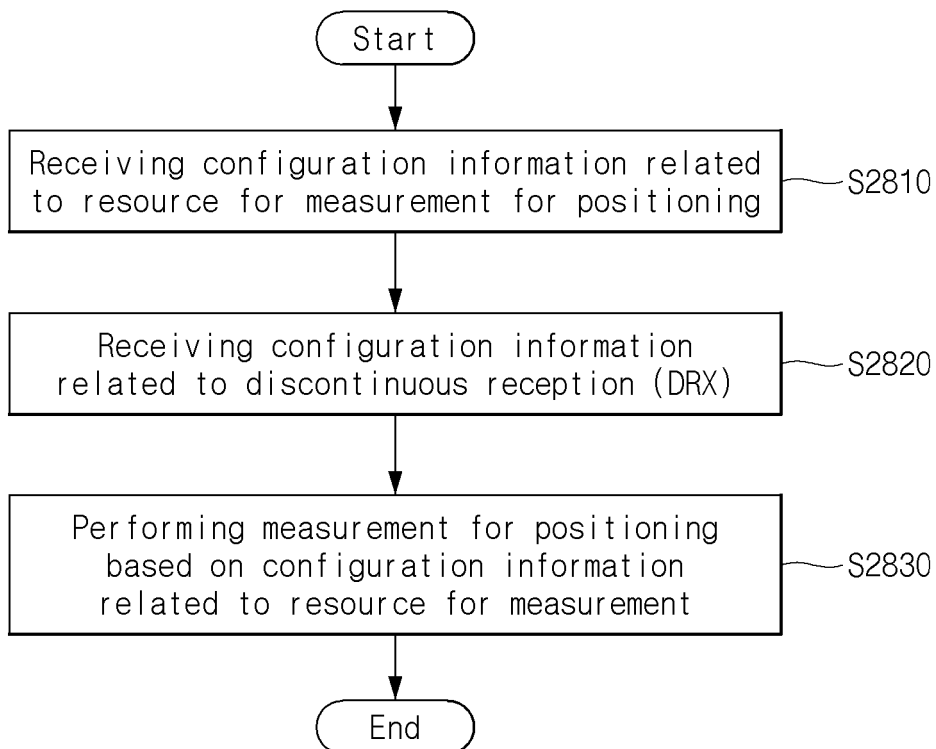 Start
Receiving configuration information related
to resource for measurement for positioning
S2810
Receiving configuration information
related to discontinuous reception (DRX)
S2820
Performing measurement for positioning
based on configuration information
related to resource for measurement
S2830
End